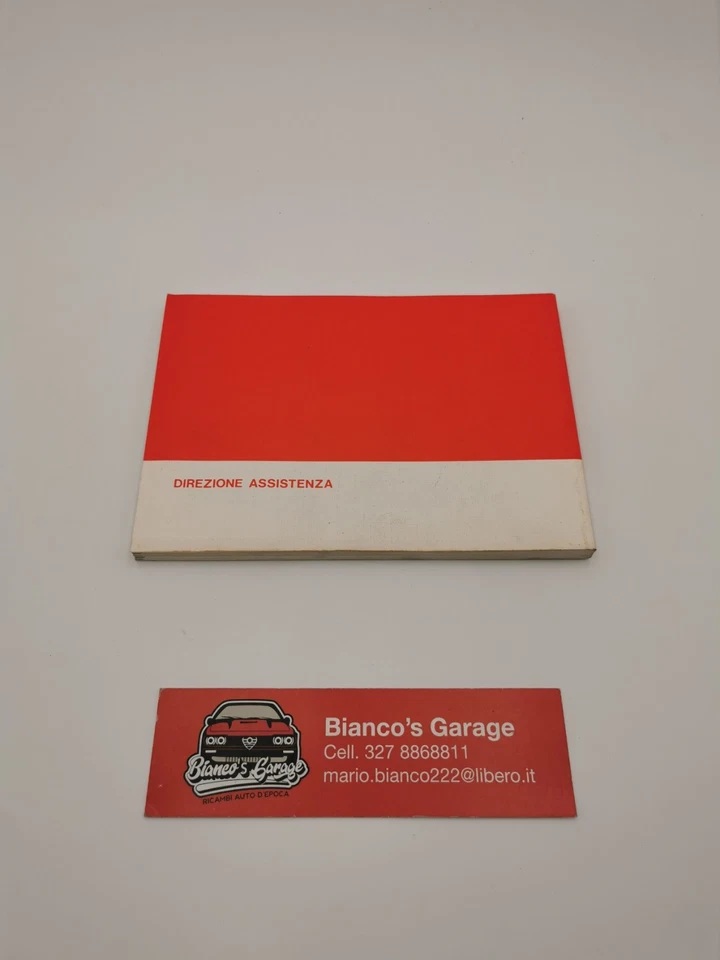 DIREZIONE ASSISTENZA
Bianco's Garage
RICAMBI AUTO D'EPOCA
Bianco's Garage
Cell. 327 8868811
mario.bianco222@libero.it